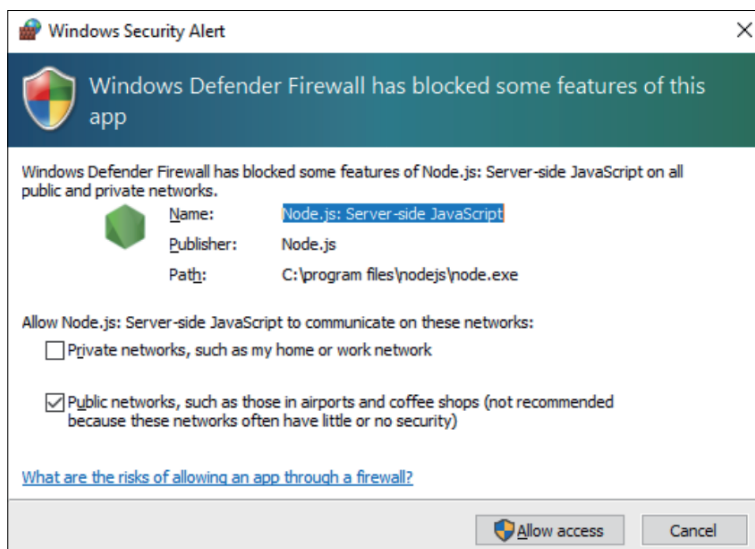 Windows Security Alert
Windows Defender Firewall has blocked some features of this
app
Windows Defender Firewall has blocked some features of Node.js: Server-side JavaScript on all
public and private networks.
Name: Node.js: Server-side JavaScript
Publisher: Node.js
Path: C:\program files\nodejs\node.exe
Allow Node.js: Server-side JavaScript to communicate on these networks:
Private networks, such as my home or work network
Public networks, such as those in airports and coffee shops (not recommended
because these networks often have little or no security)
What are the risks of allowing an app through a firewall?
Allow access Cancel